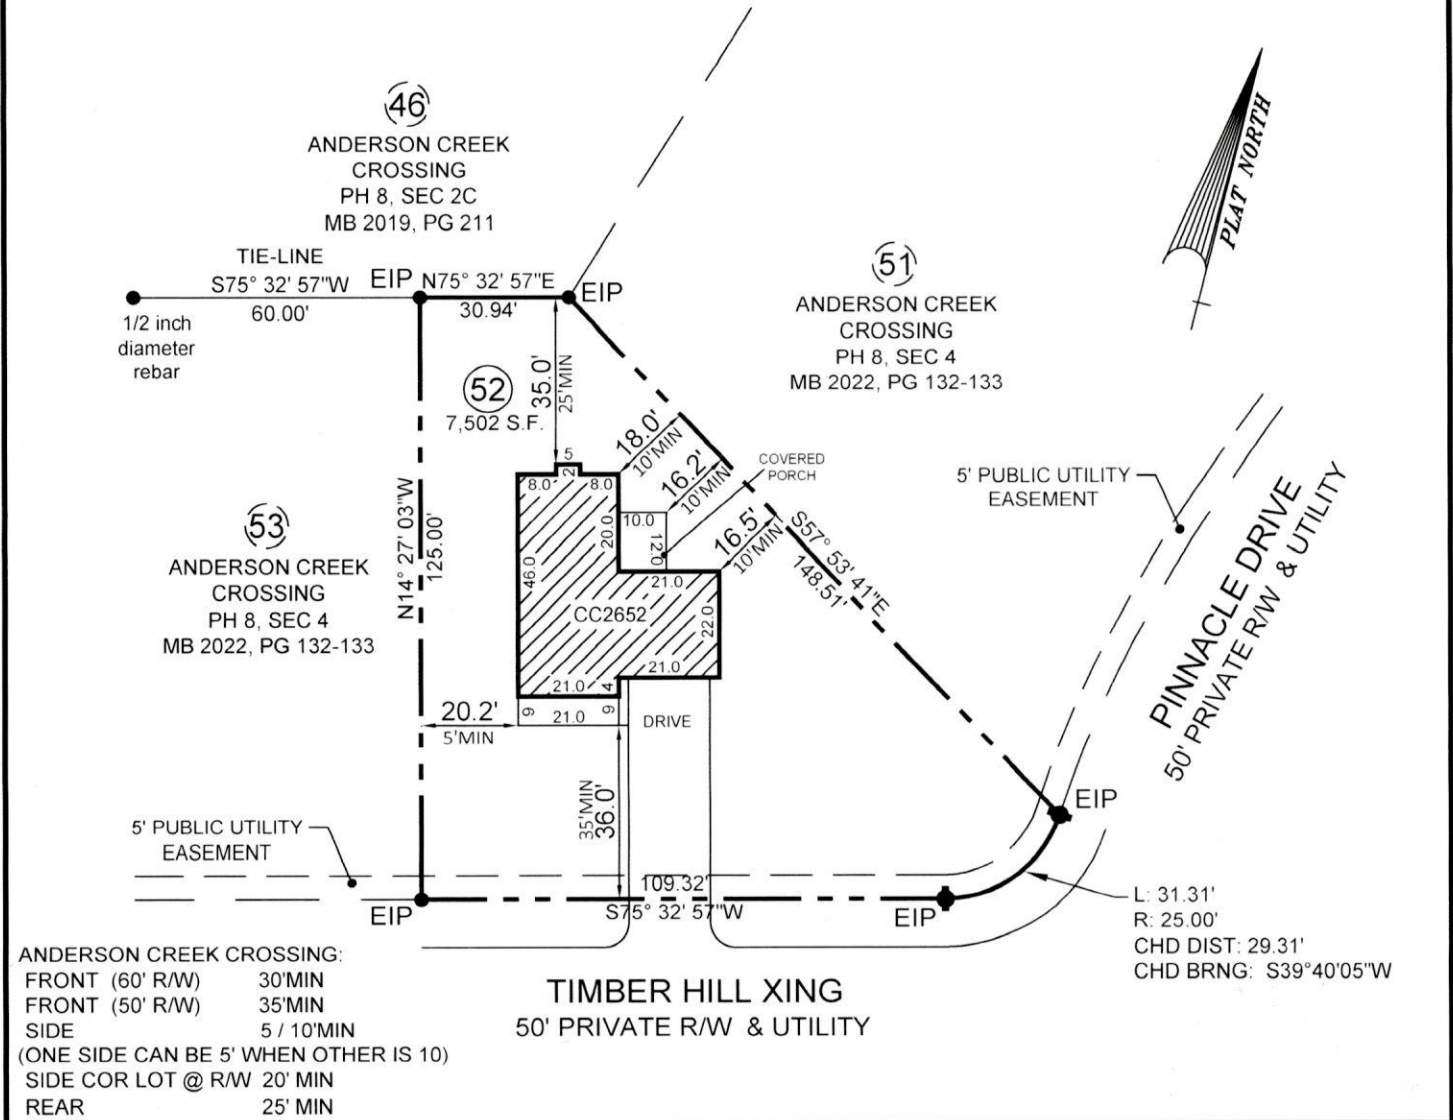 46
ANDERSON CREEK
CROSSING
PH 8, SEC 2C
MB 2019, PG 211
PLAT NORTH
TIE-LINE
S75° 32' 57"W
60.00'
1/2 inch
diameter
rebar
EIP
N75° 32' 57"E
30.94'
EIP
51
ANDERSON CREEK
CROSSING
PH 8, SEC 4
MB 2022, PG 132-133
52
7,502 S.F.
35.0'
25'MIN
18.0'
10'MIN
16.2'
10'MIN
16.5'
10'MIN
COVERED
PORCH
S57° 53' 41"E
148.51'
5' PUBLIC UTILITY
EASEMENT
PINNACLE DRIVE
50' PRIVATE R/W & UTILITY
53
ANDERSON CREEK
CROSSING
PH 8, SEC 4
MB 2022, PG 132-133
N14° 27' 03"W
125.00'
5
2
8.0
8.0
20.0
10.0
12.0
46.0
21.0
CC2652
22.0
21.0
21.0
4
9
21.0
9
20.2'
5'MIN
DRIVE
35'MIN
36.0'
5' PUBLIC UTILITY
EASEMENT
EIP
109.32'
S75° 32' 57"W
EIP
EIP
L: 31.31'
R: 25.00'
CHD DIST: 29.31'
CHD BRNG: S39°40'05"W
TIMBER HILL XING
50' PRIVATE R/W & UTILITY
ANDERSON CREEK CROSSING:
FRONT (60' R/W) 30'MIN
FRONT (50' R/W) 35'MIN
SIDE 5 / 10'MIN
(ONE SIDE CAN BE 5' WHEN OTHER IS 10)
SIDE COR LOT @ R/W 20' MIN
REAR 25' MIN